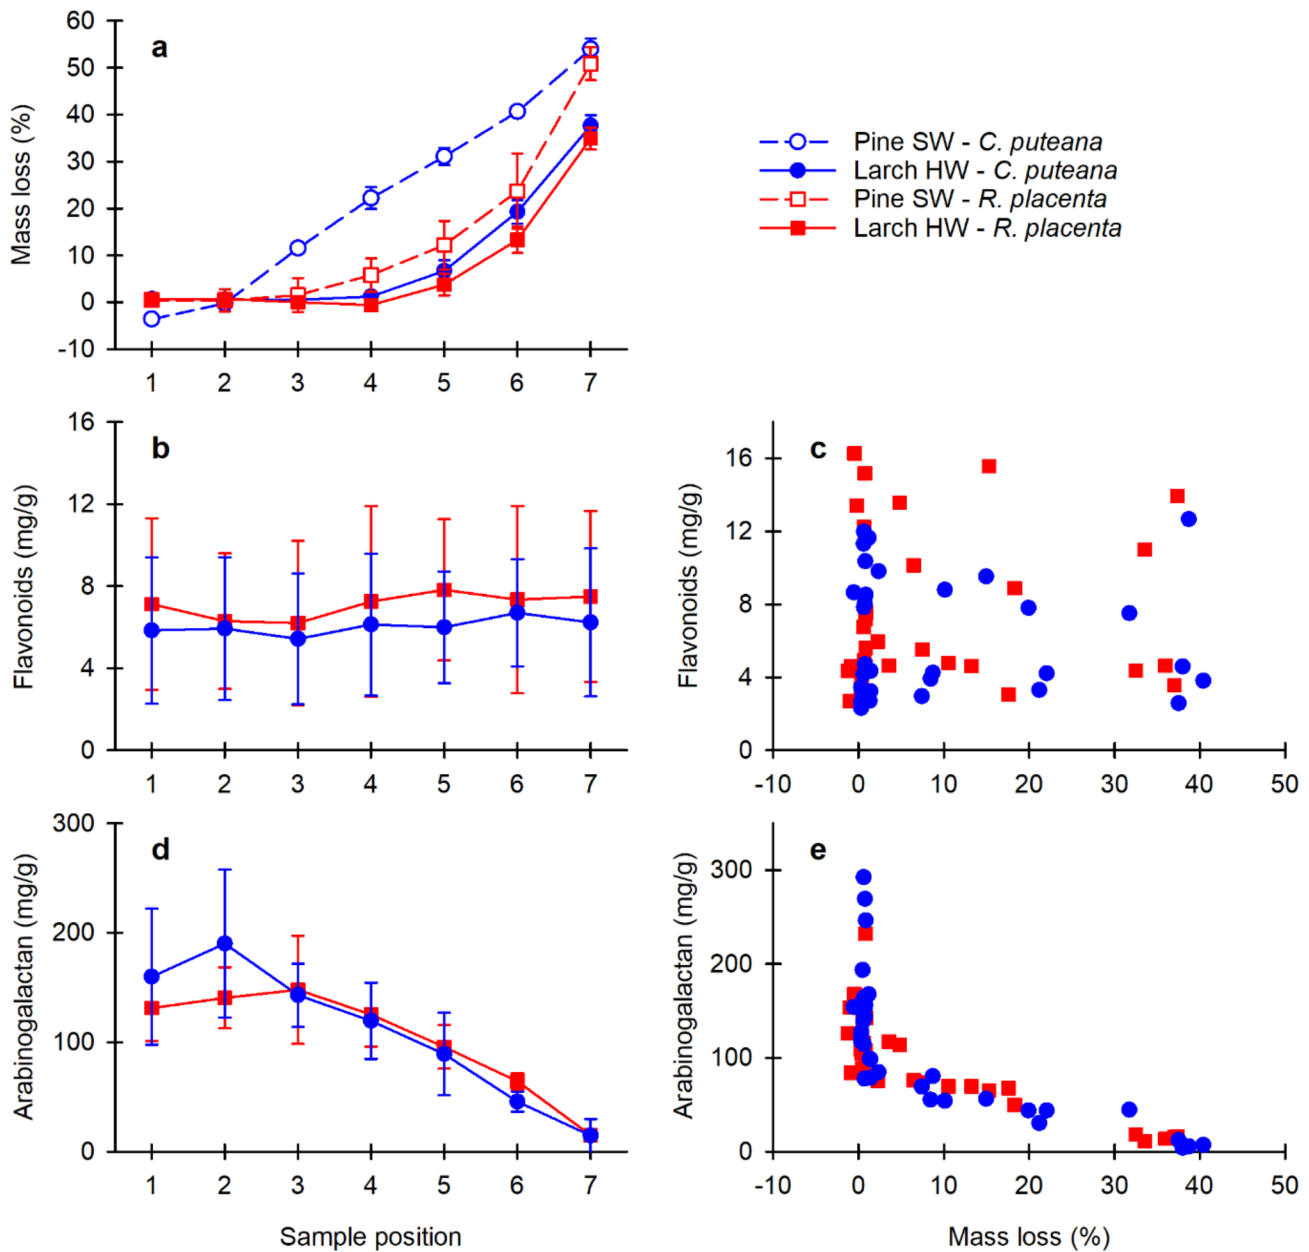 a
Mass loss (%)
60
50
40
30
20
10
0
-10
1 2 3 4 5 6 7
Pine SW - C. puteana
Larch HW - C. puteana
Pine SW - R. placenta
Larch HW - R. placenta
b
Flavonoids (mg/g)
16
12
8
4
0
1 2 3 4 5 6 7
c
Flavonoids (mg/g)
16
12
8
4
0
-10 0 10 20 30 40 50
d
Arabinogalactan (mg/g)
300
200
100
0
1 2 3 4 5 6 7
Sample position
e
Arabinogalactan (mg/g)
300
200
100
0
-10 0 10 20 30 40 50
Mass loss (%)